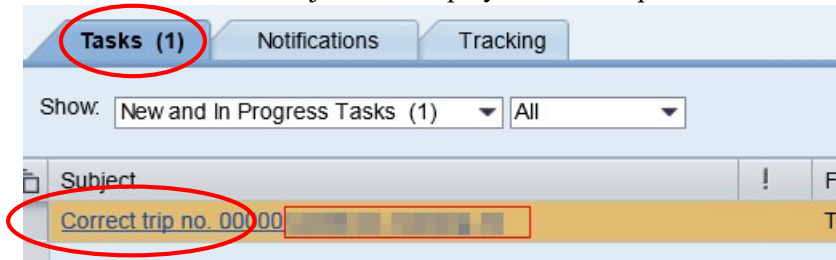 Tasks (1) Notifications Tracking
Show: New and In Progress Tasks (1) All
Subject ! F
Correct trip no. 00000 T